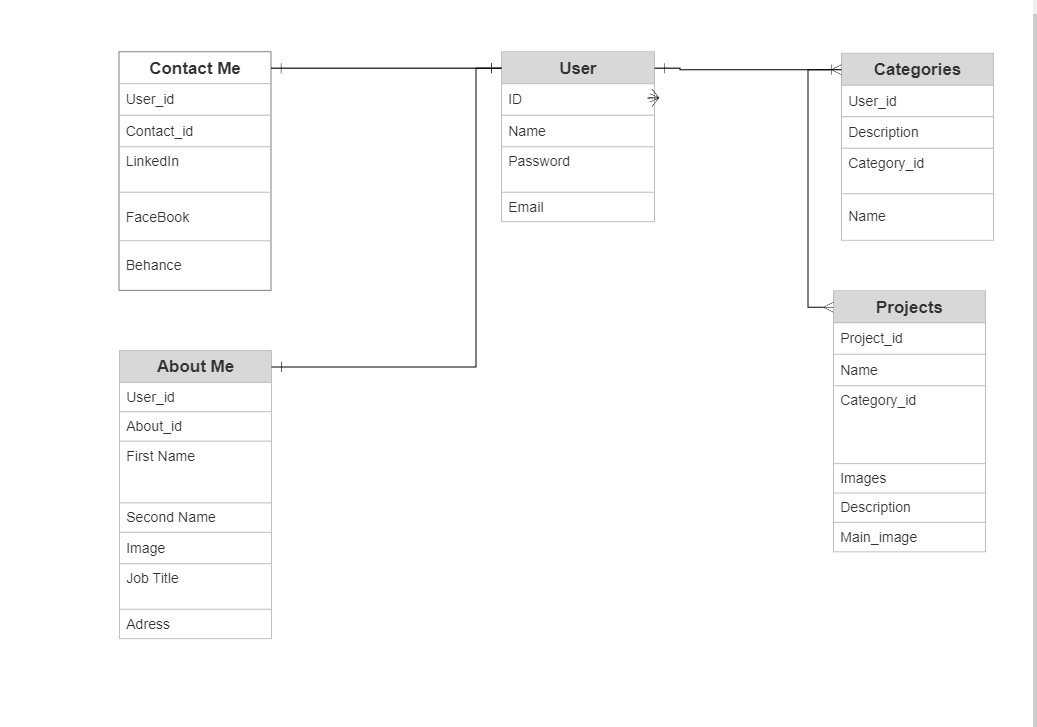 Contact Me
User_id
Contact_id
LinkedIn
FaceBook
Behance
User
ID
Name
Password
Email
Categories
User_id
Description
Category_id
Name
About Me
User_id
About_id
First Name
Second Name
Image
Job Title
Adress
Projects
Project_id
Name
Category_id
Images
Description
Main_image